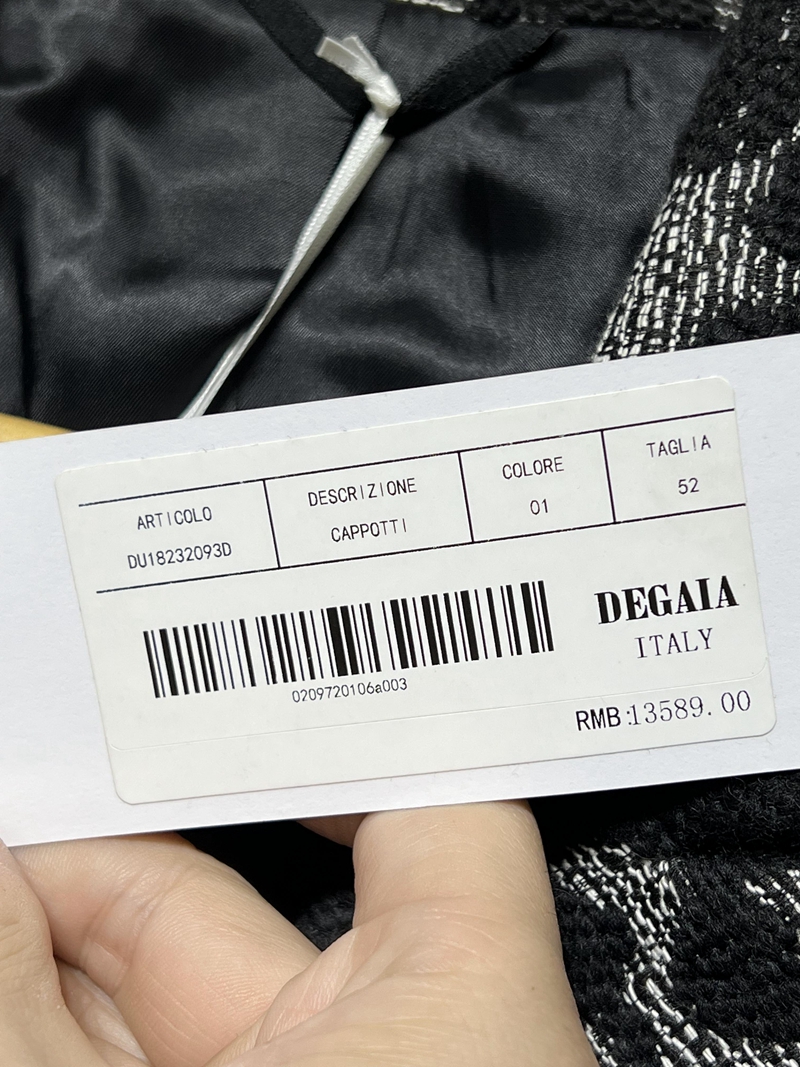 ARTICOLO DESCRIZIONE COLORE TAGLIA
DU18232093D CAPPOTTI 01 52
0209720106a003
DEGAIA
ITALY
RMB:13589.00